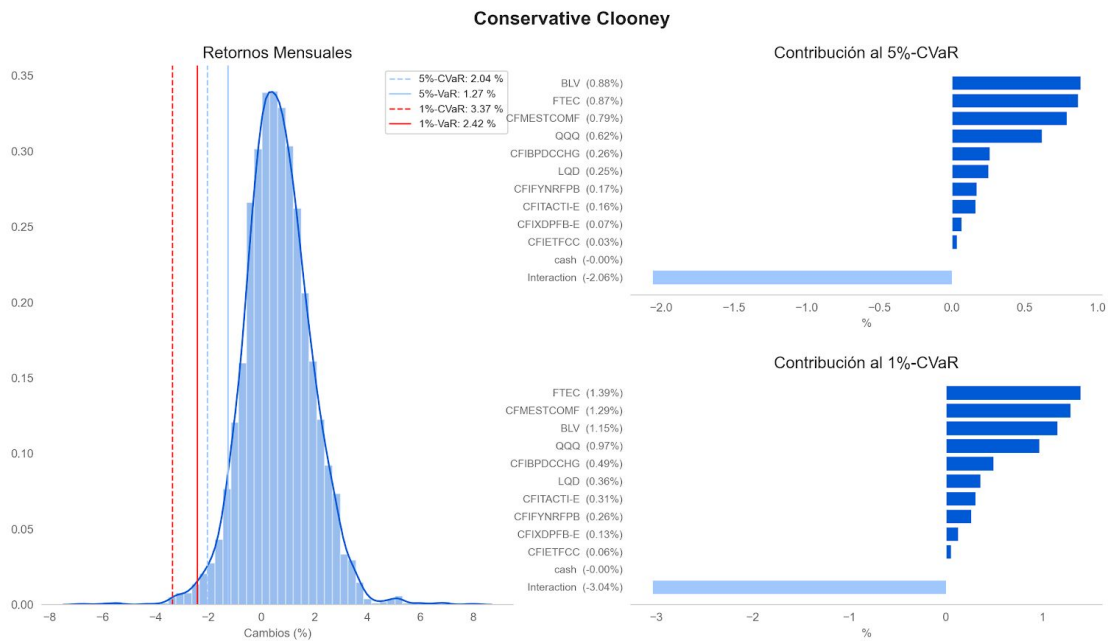 Conservative Clooney
Retornos Mensuales
0.35
0.30
0.25
0.20
0.15
0.10
0.05
0.00
−8
−6
−4
−2
0
2
4
6
8
Cambios (%)
5%-CVaR: 2.04 %
5%-VaR: 1.27 %
1%-CVaR: 3.37 %
1%-VaR: 2.42 %
Contribución al 5%-CVaR
BLV (0.88%)
FTEC (0.87%)
CFMESTCOMF (0.79%)
QQQ (0.62%)
CFIBPDCCHG (0.26%)
LQD (0.25%)
CFIFYNRFPB (0.17%)
CFITACTI-E (0.16%)
CFIXDPFB-E (0.07%)
CFIETFCC (0.03%)
cash (-0.00%)
Interaction (-2.06%)
−2.0
−1.5
−1.0
−0.5
0.0
0.5
1.0
%
Contribución al 1%-CVaR
FTEC (1.39%)
CFMESTCOMF (1.29%)
BLV (1.15%)
QQQ (0.97%)
CFIBPDCCHG (0.49%)
LQD (0.36%)
CFITACTI-E (0.31%)
CFIFYNRFPB (0.26%)
CFIXDPFB-E (0.13%)
CFIETFCC (0.06%)
cash (-0.00%)
Interaction (-3.04%)
−3
−2
−1
0
1
%